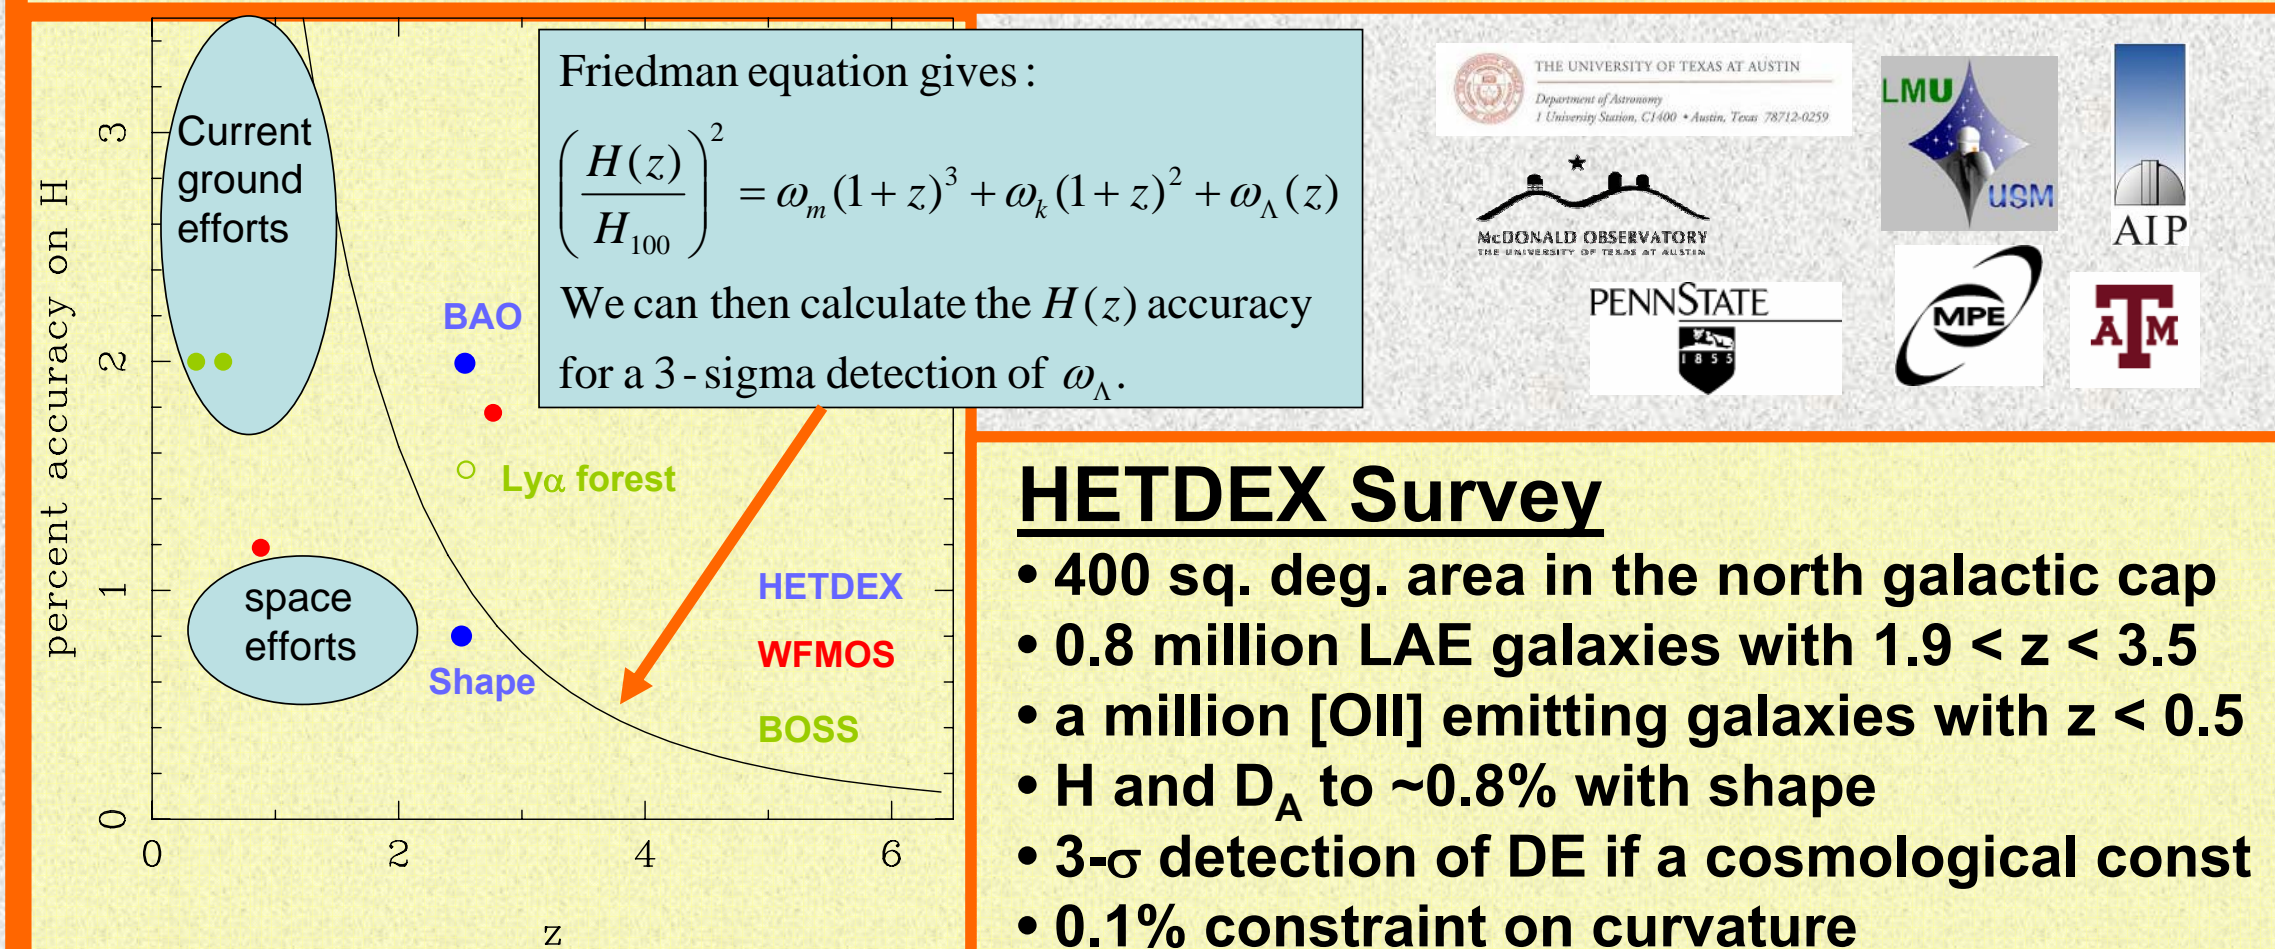 percent accuracy on H
3
2
1
0
0 2 4 6
z
Current
ground
efforts
BAO
Lyα forest
space
efforts
Shape
HETDEX
WFMOS
BOSS
Friedman equation gives:
(H(z)/H₁₀₀)² = ω_m(1+z)³ + ω_k(1+z)² + ω_Λ(z)
We can then calculate the H(z) accuracy
for a 3-sigma detection of ω_Λ.
THE UNIVERSITY OF TEXAS AT AUSTIN
Department of Astronomy
1 University Station, C1400 • Austin, Texas 78712-0259
McDONALD OBSERVATORY
THE UNIVERSITY OF TEXAS AT AUSTIN
LMU
USM
AIP
PENNSTATE
1855
MPE
ATM
HETDEX Survey
• 400 sq. deg. area in the north galactic cap
• 0.8 million LAE galaxies with 1.9 < z < 3.5
• a million [OII] emitting galaxies with z < 0.5
• H and D_A to ~0.8% with shape
• 3-σ detection of DE if a cosmological const
• 0.1% constraint on curvature